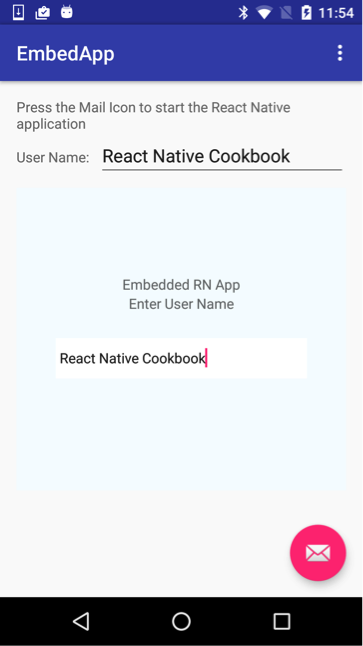 11:54
EmbedApp
Press the Mail Icon to start the React Native
application
User Name: React Native Cookbook
Embedded RN App
Enter User Name
React Native Cookbook